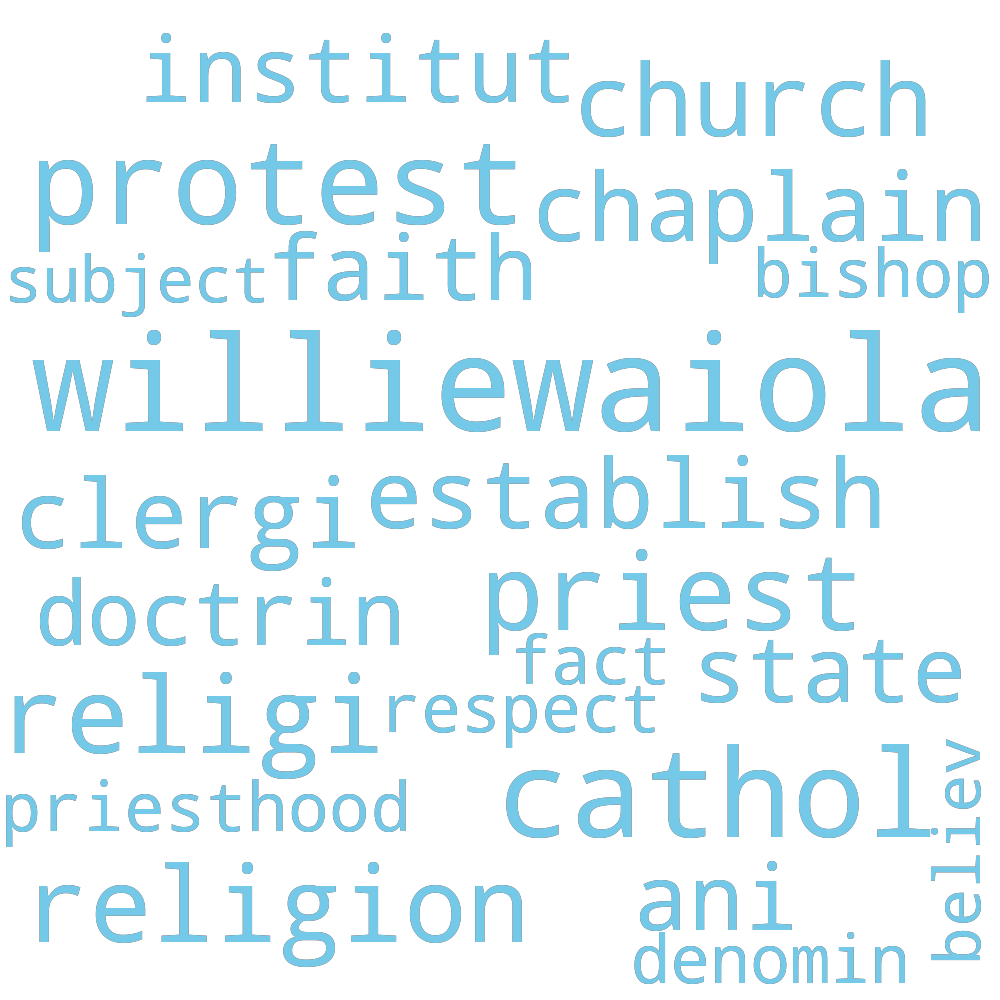 institut church
protest chaplain
subject faith bishop
williewaiola
clergi establish
doctrin priest
fact state
religi respect
priesthood cathol believ
religion ani
denomin